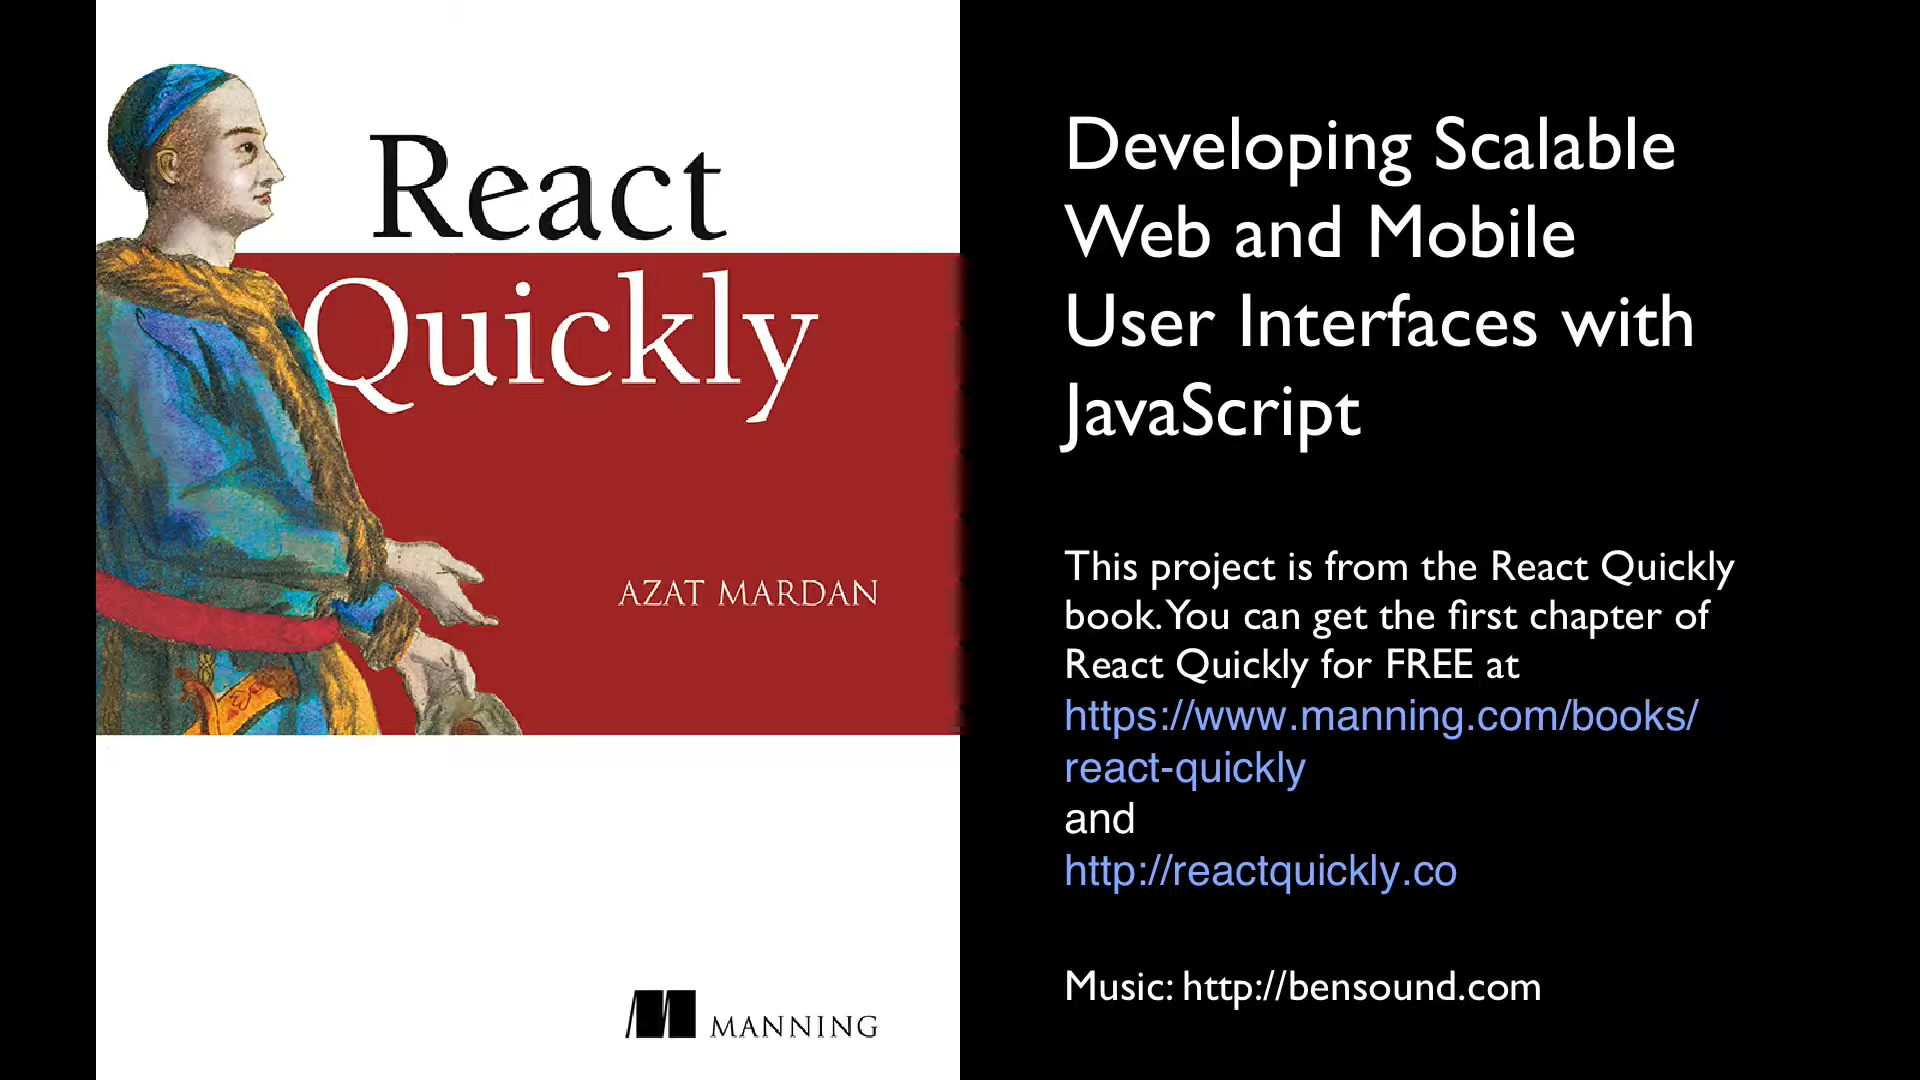 React
Quickly
AZAT MARDAN
MANNING
Developing Scalable
Web and Mobile
User Interfaces with
JavaScript
This project is from the React Quickly
book. You can get the first chapter of
React Quickly for FREE at
https://www.manning.com/books/
react-quickly
and
http://reactquickly.co
Music: http://bensound.com